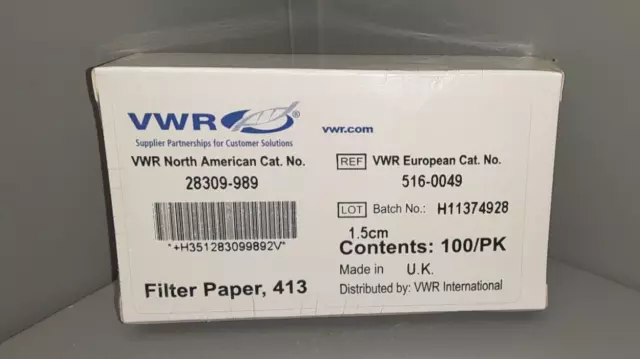 VWR®
Supplier Partnerships for Customer Solutions
vwr.com
VWR North American Cat. No.
28309-989
*+H351283099892V*
Filter Paper, 413
REF VWR European Cat. No.
516-0049
LOT Batch No.: H11374928
1.5cm
Contents: 100/PK
Made in U.K.
Distributed by: VWR International